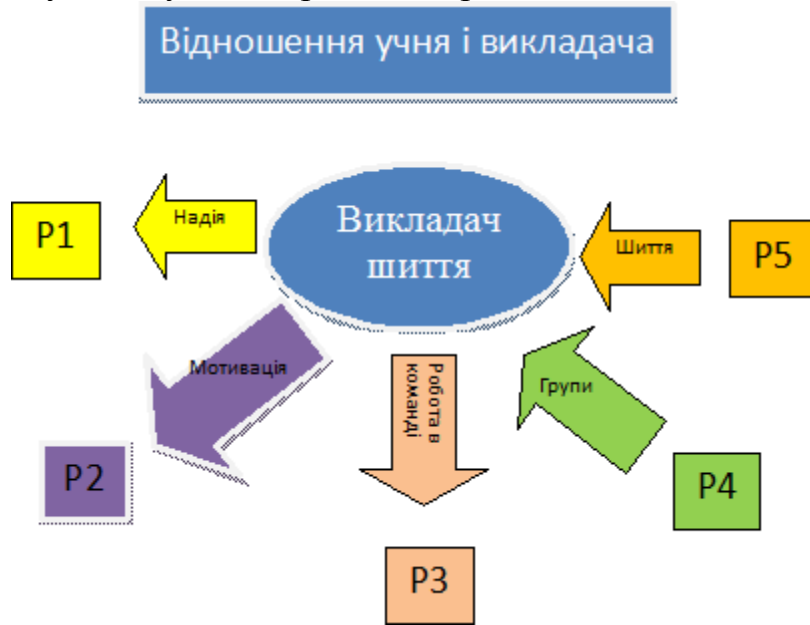 Відношення учня і викладача
Викладач
шиття
P1
Надія
Шиття
P5
Мотивація
Робота в
команді
Групи
P2
P4
P3